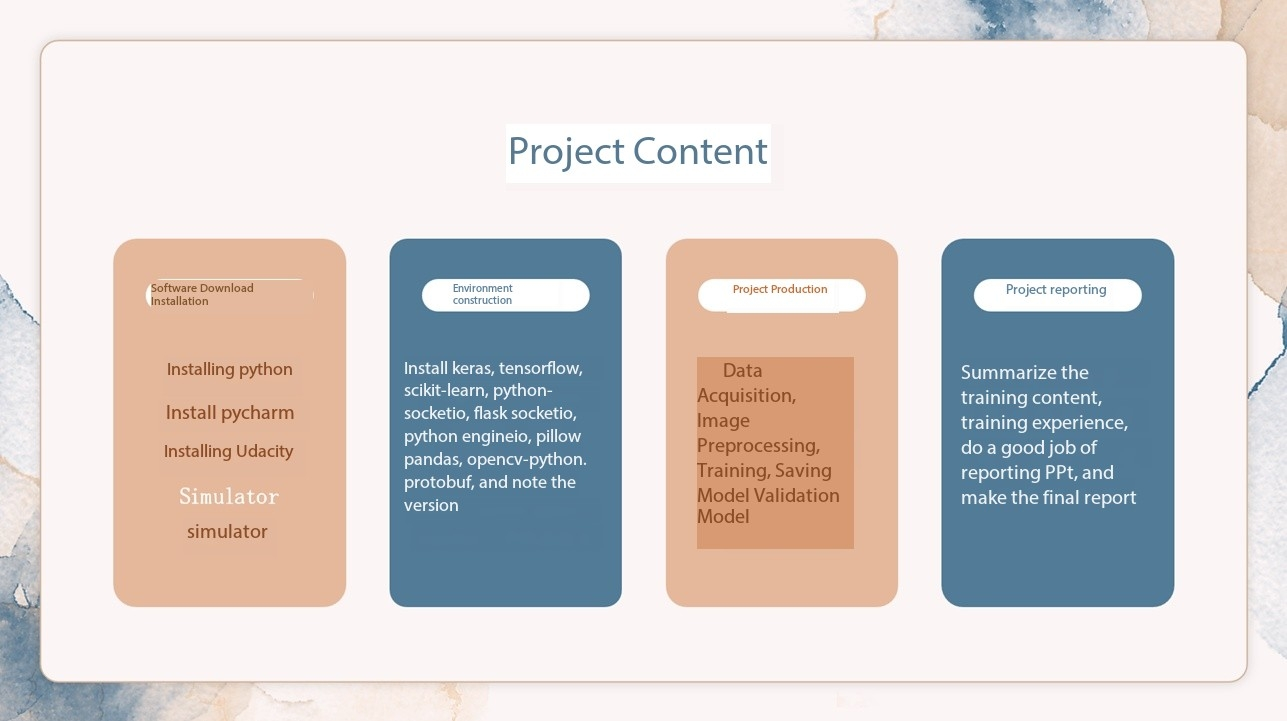 Project Content
Software Download
Installation
Installing python
Install pycharm
Installing Udacity
Simulator
simulator
Environment
construction
Install keras, tensorflow,
scikit-learn, python-
socketio, flask socketio,
python engineio, pillow
pandas, opencv-python.
protobuf, and note the
version
Project Production
Data
Acquisition,
Image
Preprocessing,
Training, Saving
Model Validation
Model
Project reporting
Summarize the
training content,
training experience,
do a good job of
reporting PPt, and
make the final report